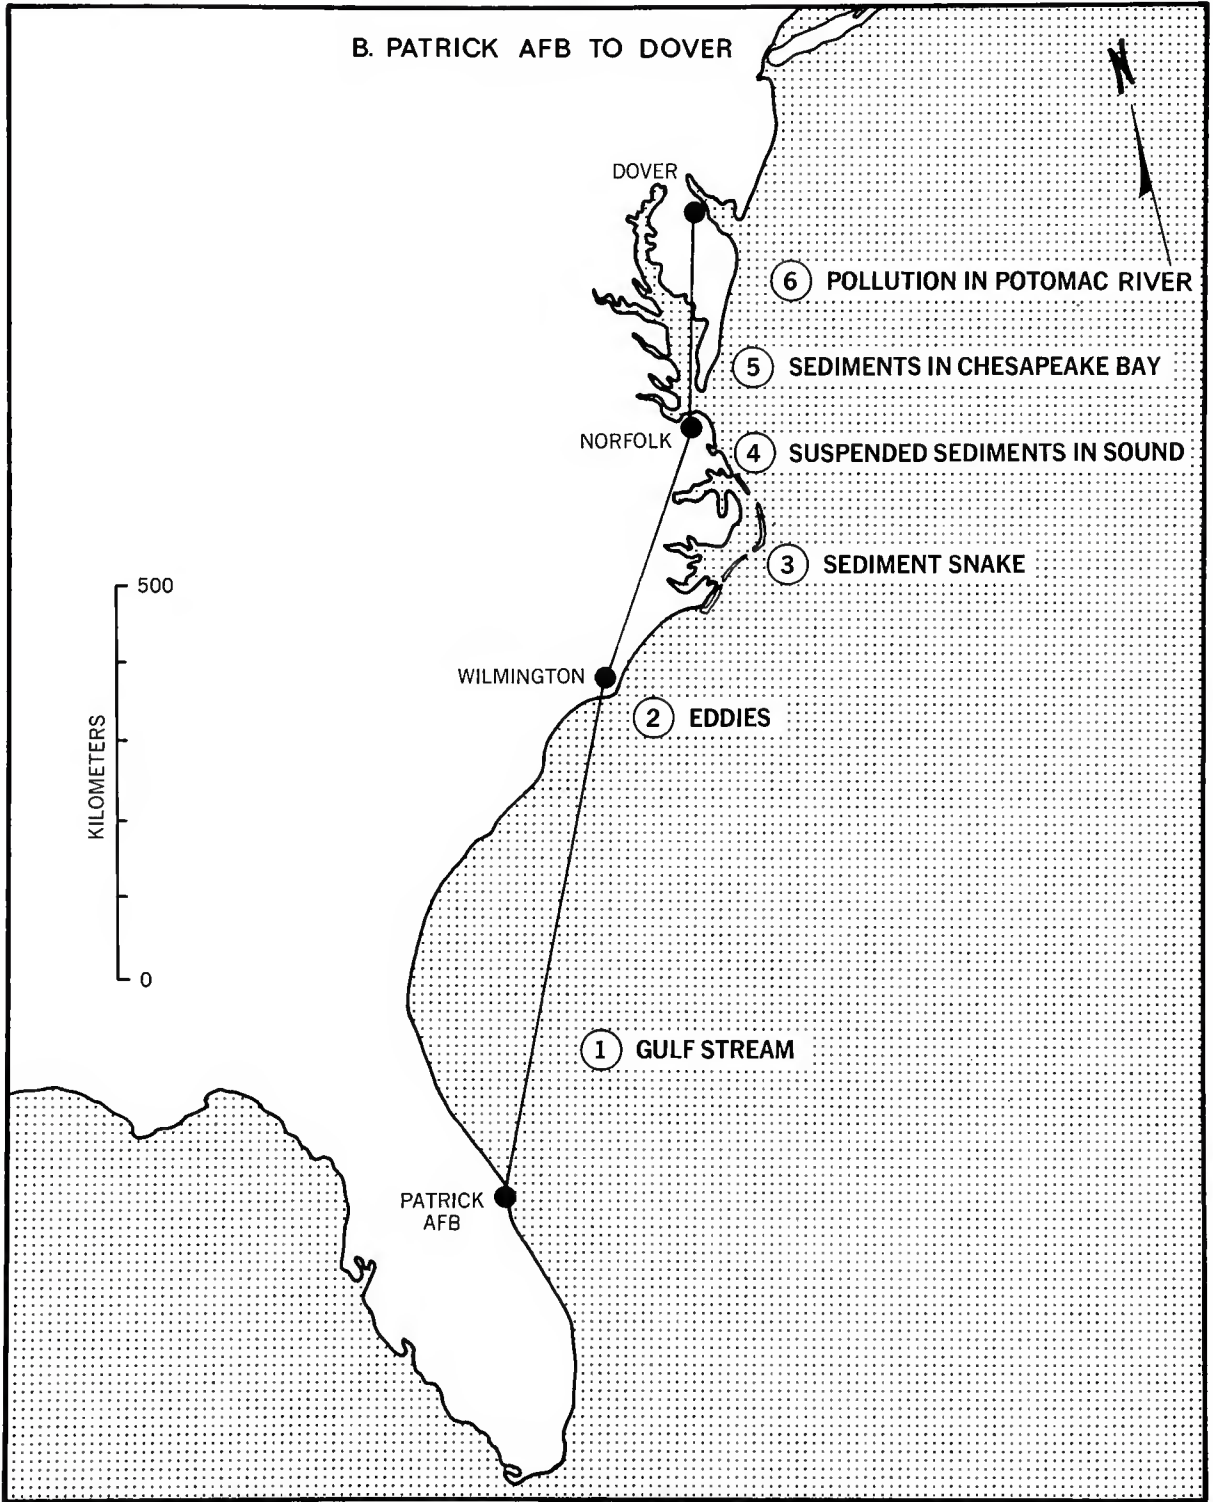 B. PATRICK AFB TO DOVER
N
DOVER
6 POLLUTION IN POTOMAC RIVER
5 SEDIMENTS IN CHESAPEAKE BAY
NORFOLK
4 SUSPENDED SEDIMENTS IN SOUND
3 SEDIMENT SNAKE
500
WILMINGTON
2 EDDIES
KILOMETERS
0
1 GULF STREAM
PATRICK
AFB